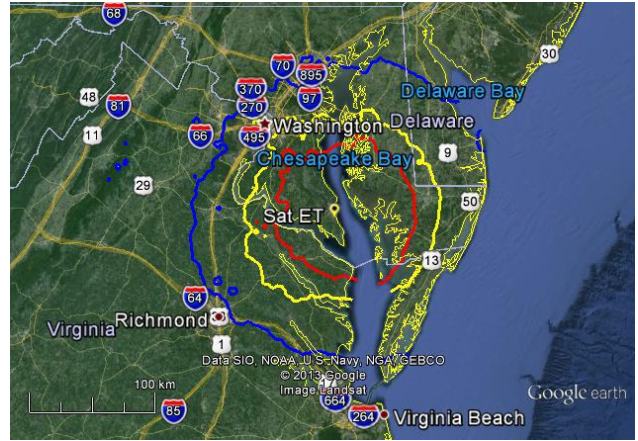 68
30
70
895
370
Delaware Bay
48
81
270
97
11
66
495
Washington
Delaware
9
Chesapeake Bay
29
50
Sat ET
13
64
Richmond
Virginia
1
Data SIO, NOAA, U.S. Navy, NGA, GEBCO
© 2013 Google
Image Landsat
100 km
Google earth
664
85
264
Virginia Beach